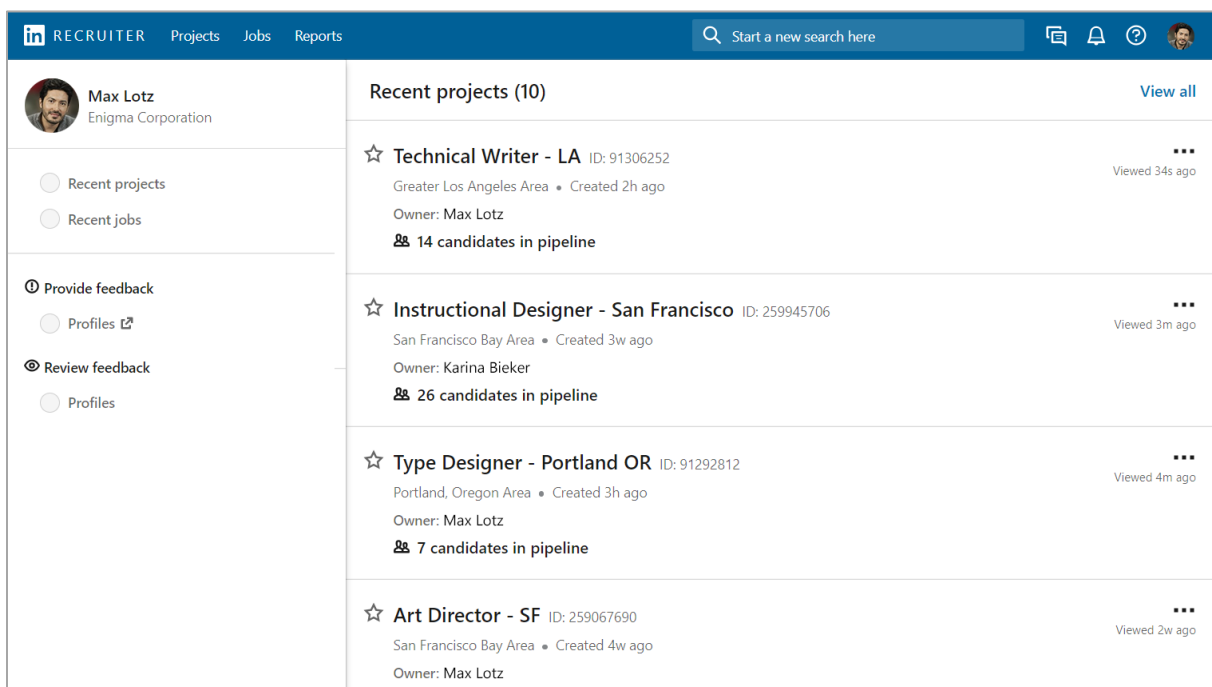 in RECRUITER Projects Jobs Reports Start a new search here
Max Lotz
Enigma Corporation
Recent projects
Recent jobs
Provide feedback
Profiles
Review feedback
Profiles
Recent projects (10) View all
Technical Writer - LA ID: 91306252
Viewed 34s ago
Greater Los Angeles Area • Created 2h ago
Owner: Max Lotz
14 candidates in pipeline
Instructional Designer - San Francisco ID: 259945706
Viewed 3m ago
San Francisco Bay Area • Created 3w ago
Owner: Karina Bieker
26 candidates in pipeline
Type Designer - Portland OR ID: 91292812
Viewed 4m ago
Portland, Oregon Area • Created 3h ago
Owner: Max Lotz
7 candidates in pipeline
Art Director - SF ID: 259067690
Viewed 2w ago
San Francisco Bay Area • Created 4w ago
Owner: Max Lotz